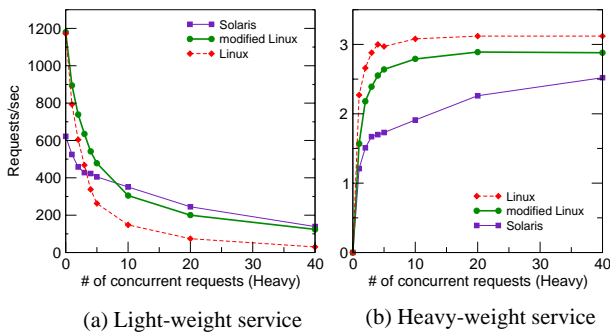 Solaris
modified Linux
Linux
1200
1000
800
600
400
200
0
Requests/sec
0 10 20 30 40
# of concurrent requests (Heavy)
(a) Light-weight service
3
2
1
0
Linux
modified Linux
Solaris
0 10 20 30 40
# of concurrent requests (Heavy)
(b) Heavy-weight service